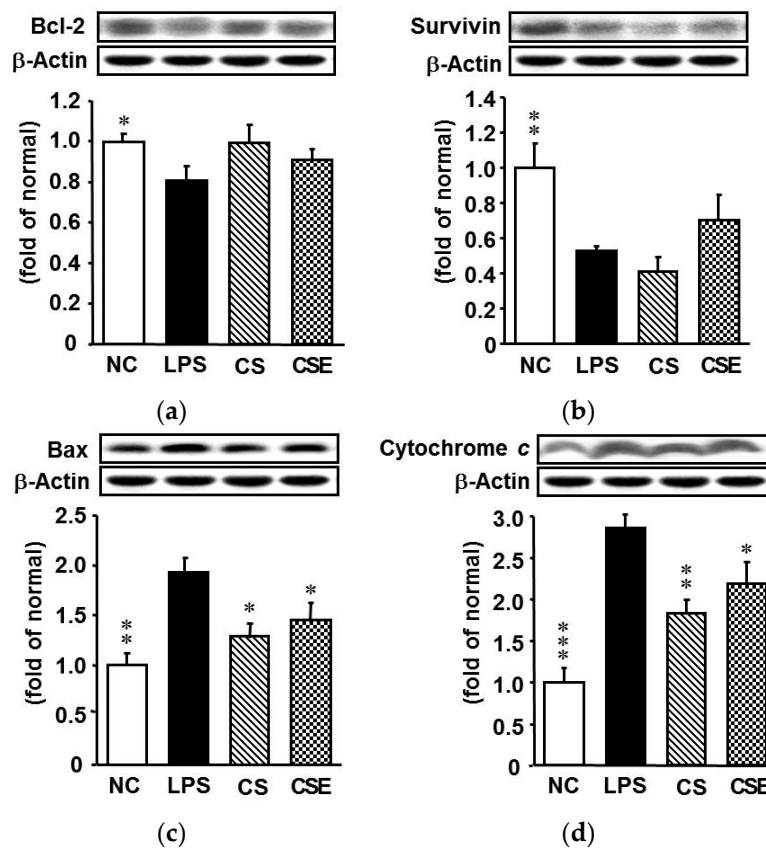 Bcl-2
β-Actin
1.2
1.0
0.8
0.6
0.4
0.2
0
(fold of normal)
*
NC LPS CS CSE
(a)
Survivin
β-Actin
1.4
1.2
1.0
0.8
0.6
0.4
0.2
0
(fold of normal)
**
NC LPS CS CSE
(b)
Bax
β-Actin
2.5
2.0
1.5
1.0
0.5
0
(fold of normal)
** * *
NC LPS CS CSE
(c)
Cytochrome c
β-Actin
3.0
2.5
2.0
1.5
1.0
0.5
0
(fold of normal)
*** ** *
NC LPS CS CSE
(d)